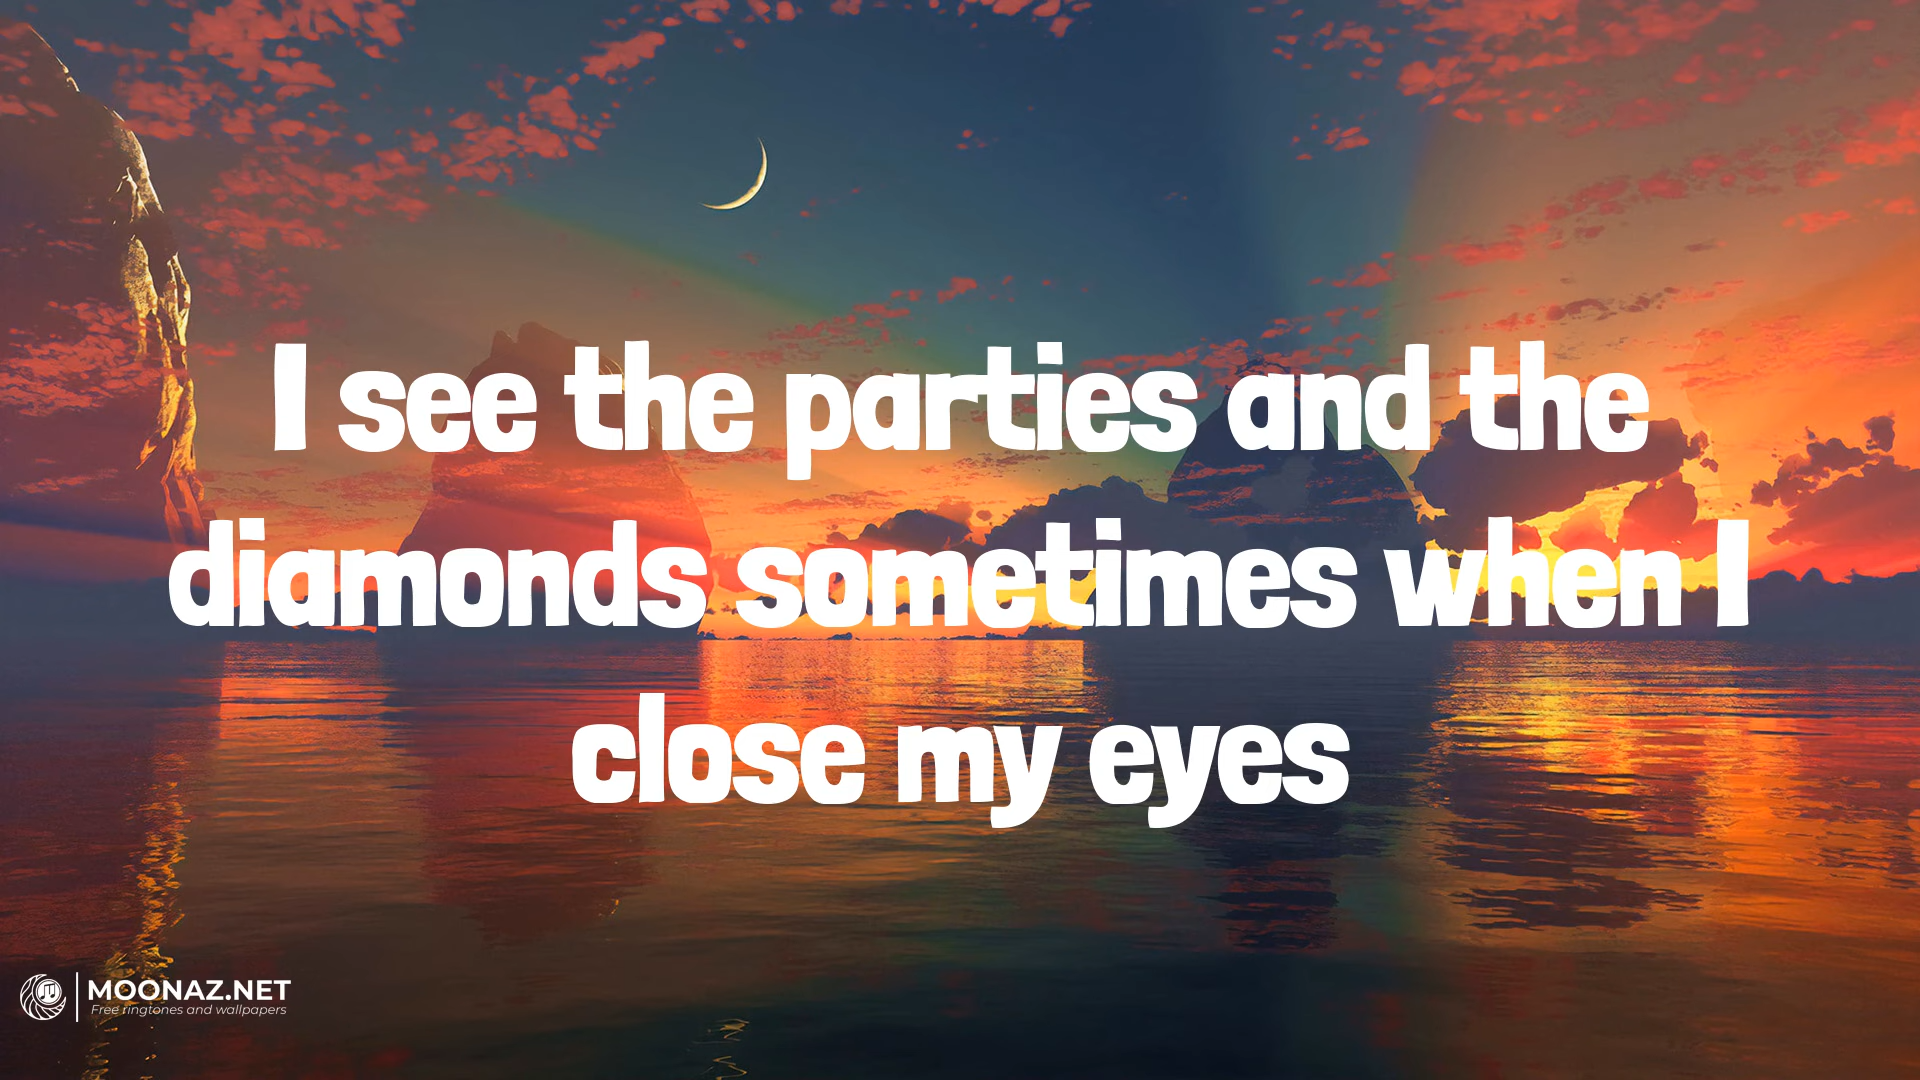 I see the parties and the
diamonds sometimes when I
close my eyes
MOONAZ.NET
Free ringtones and wallpapers